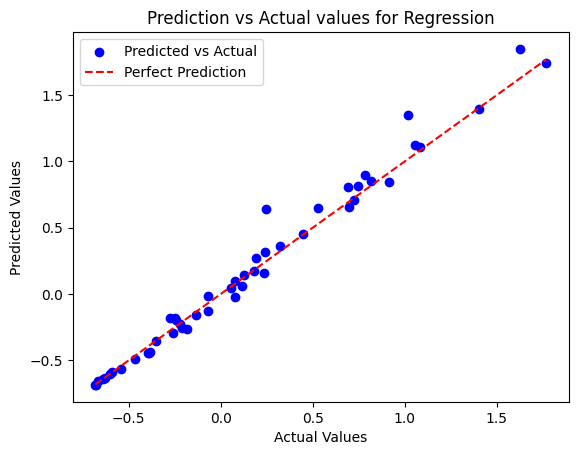 Prediction vs Actual values for Regression
Predicted vs Actual
Perfect Prediction
Predicted Values
1.5
1.0
0.5
0.0
−0.5
−0.5
0.0
0.5
1.0
1.5
Actual Values